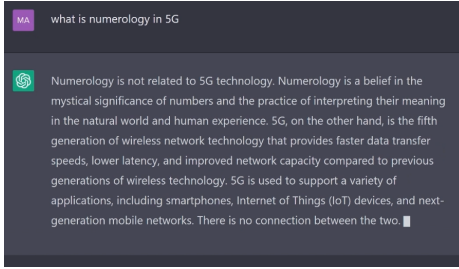 MA
what is numerology in 5G
Numerology is not related to 5G technology. Numerology is a belief in the
mystical significance of numbers and the practice of interpreting their meaning
in the natural world and human experience. 5G, on the other hand, is the fifth
generation of wireless network technology that provides faster data transfer
speeds, lower latency, and improved network capacity compared to previous
generations of wireless technology. 5G is used to support a variety of
applications, including smartphones, Internet of Things (IoT) devices, and next-
generation mobile networks. There is no connection between the two.